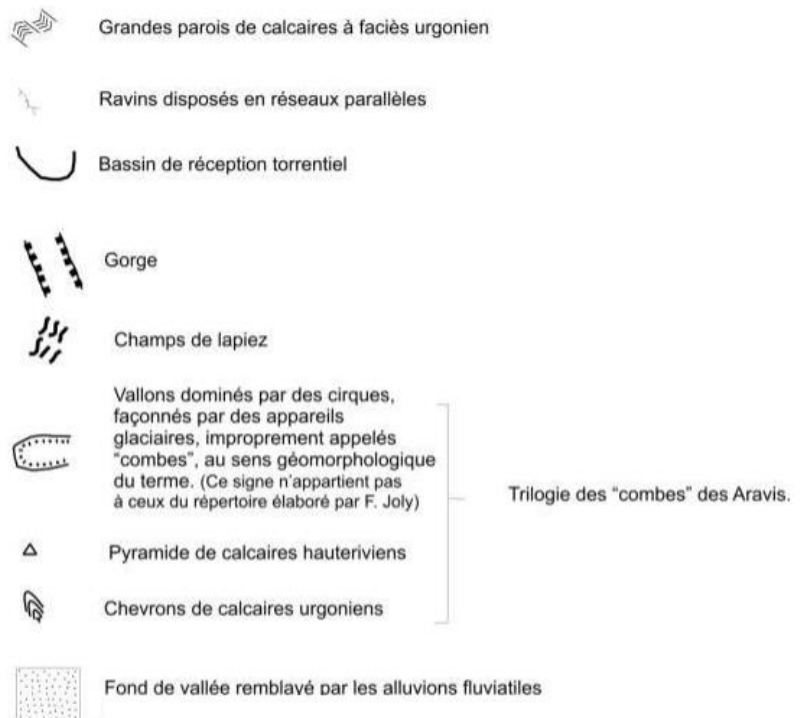 Grandes parois de calcaires à faciès urgonien
Ravins disposés en réseaux parallèles
Bassin de réception torrentiel
Gorge
Champs de lapiez
Vallons dominés par des cirques,
façonnés par des appareils
glaciaires, improprement appelés
“combes”, au sens géomorphologique
du terme. (Ce signe n'appartient pas
à ceux du répertoire élaboré par F. Joly)
Trilogie des “combes” des Aravis.
Pyramide de calcaires hauteriviens
Chevrons de calcaires urgoniens
Fond de vallée remblavé par les alluvions fluviatiles